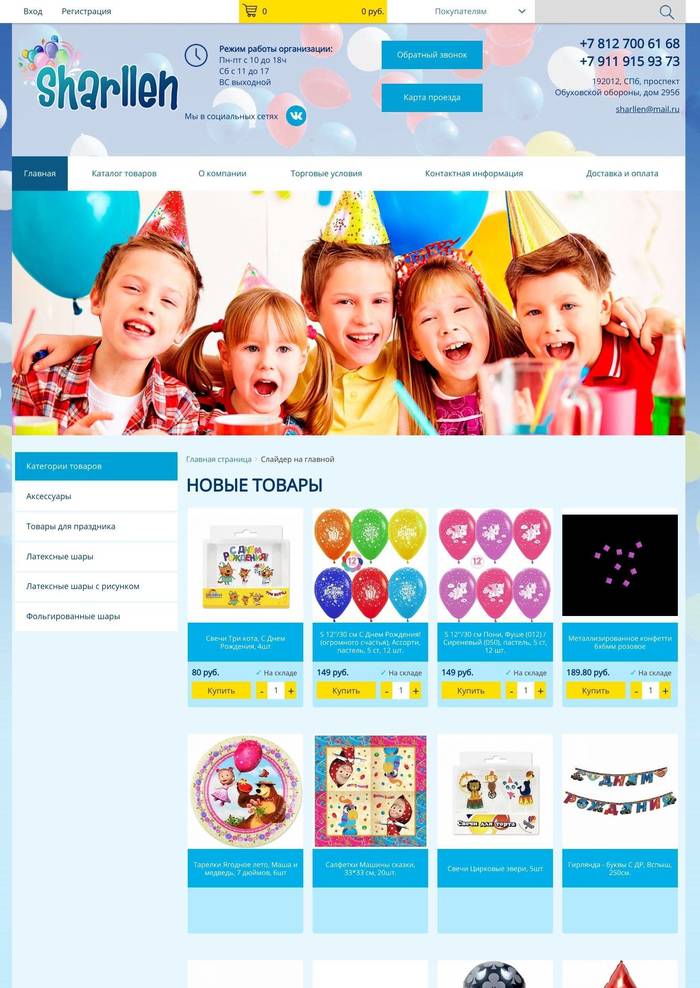 Вход
Регистрация
0
0 руб.
Покупателям
sharllen
Режим работы организации:
Пн-пт с 10 до 18ч
Сб с 11 до 17
ВС выходной
Мы в социальных сетях
Обратный звонок
Карта проезда
+7 812 700 61 68
+7 911 915 93 73
192012, СПб, проспект
Обуховской обороны, дом 295б
sharllen@mail.ru
Главная
Каталог товаров
О компании
Торговые условия
Контактная информация
Доставка и оплата
Категории товаров
Аксессуары
Товары для праздника
Латексные шары
Латексные шары с рисунком
Фольгированные шары
Главная страница › Слайдер на главной
НОВЫЕ ТОВАРЫ
С ДНЕМ
РОЖДЕНИЯ!
12
12
Свечи Три кота, С Днем
Рождения, 4шт
S 12"/30 см С Днем Рождения!
(огромного счастья), Ассорти,
пастель, 5 ст, 12 шт.
S 12"/30 см Пони, Фуше (012) /
Сиреневый (050), пастель, 5 ст,
12 шт.
Металлизированное конфетти
6х6мм розовое
80 руб.
✓ На складе
149 руб.
✓ На складе
149 руб.
✓ На складе
189.80 руб.
✓ На складе
Купить
- 1 +
Купить
- 1 +
Купить
- 1 +
Купить
- 1 +
Свечи для торта
С ДНЁМ
РОЖДЕНИЯ
Тарелки Ягодное лето, Маша и
медведь, 7 дюймов, 6шт
Салфетки Машины сказки,
33*33 см, 20шт.
Свечи Цирковые звери, 5шт
Гирлянда - буквы С ДР, Вспыш,
250см.